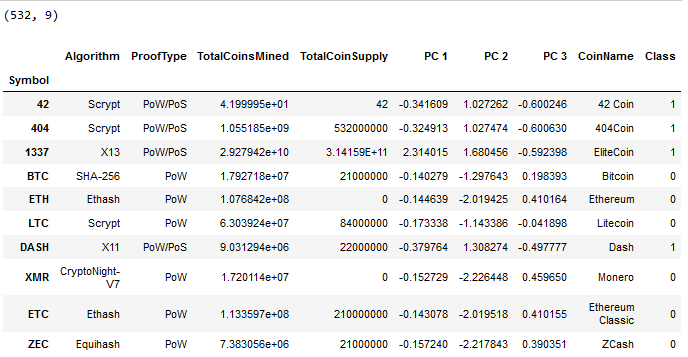 (532, 9)
Algorithm ProofType TotalCoinsMined TotalCoinSupply PC 1 PC 2 PC 3 CoinName Class
Symbol
42 Scrypt PoW/PoS 4.199995e+01 42 -0.341609 1.027262 -0.600246 42 Coin 1
404 Scrypt PoW/PoS 1.055185e+09 532000000 -0.324913 1.027474 -0.600630 404Coin 1
1337 X13 PoW/PoS 2.927942e+10 3.14159E+11 2.314015 1.680456 -0.592398 EliteCoin 1
BTC SHA-256 PoW 1.792718e+07 21000000 -0.140279 -1.297643 0.198393 Bitcoin 0
ETH Ethash PoW 1.076842e+08 0 -0.144639 -2.019425 0.410164 Ethereum 0
LTC Scrypt PoW 6.303924e+07 84000000 -0.173338 -1.143386 -0.041898 Litecoin 0
DASH X11 PoW/PoS 9.031294e+06 22000000 -0.379764 1.308274 -0.497777 Dash 1
XMR CryptoNight-
V7 PoW 1.720114e+07 0 -0.152729 -2.226448 0.459650 Monero 0
ETC Ethash PoW 1.133597e+08 210000000 -0.143078 -2.019518 0.410155 Ethereum
Classic 0
ZEC Equihash PoW 7.383056e+06 21000000 -0.157240 -2.217843 0.390351 ZCash 0